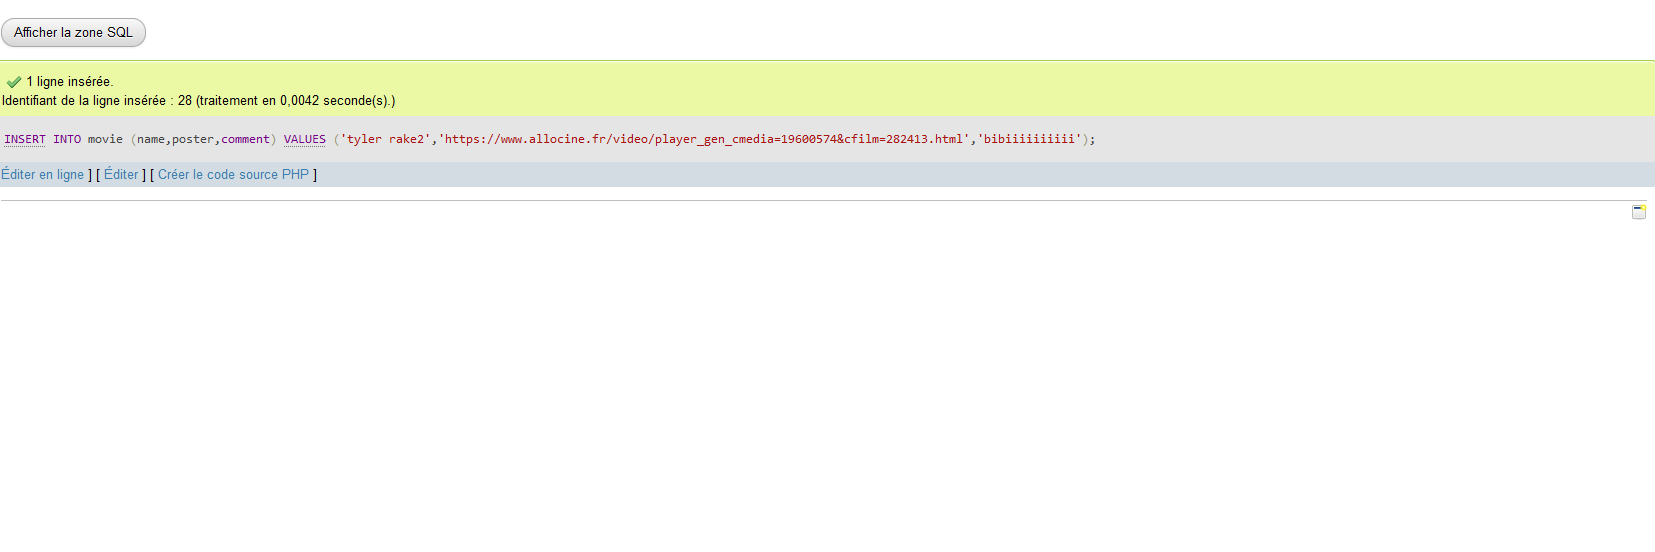 Afficher la zone SQL
1 ligne insérée.
Identifiant de la ligne insérée : 28 (traitement en 0,0042 seconde(s).)
INSERT INTO movie (name,poster,comment) VALUES ('tyler rake2','https://www.allocine.fr/video/player_gen_cmedia=19600574&cfilm=282413.html','bibiiiiiiiiii');
Éditer en ligne ] [ Éditer ] [ Créer le code source PHP ]